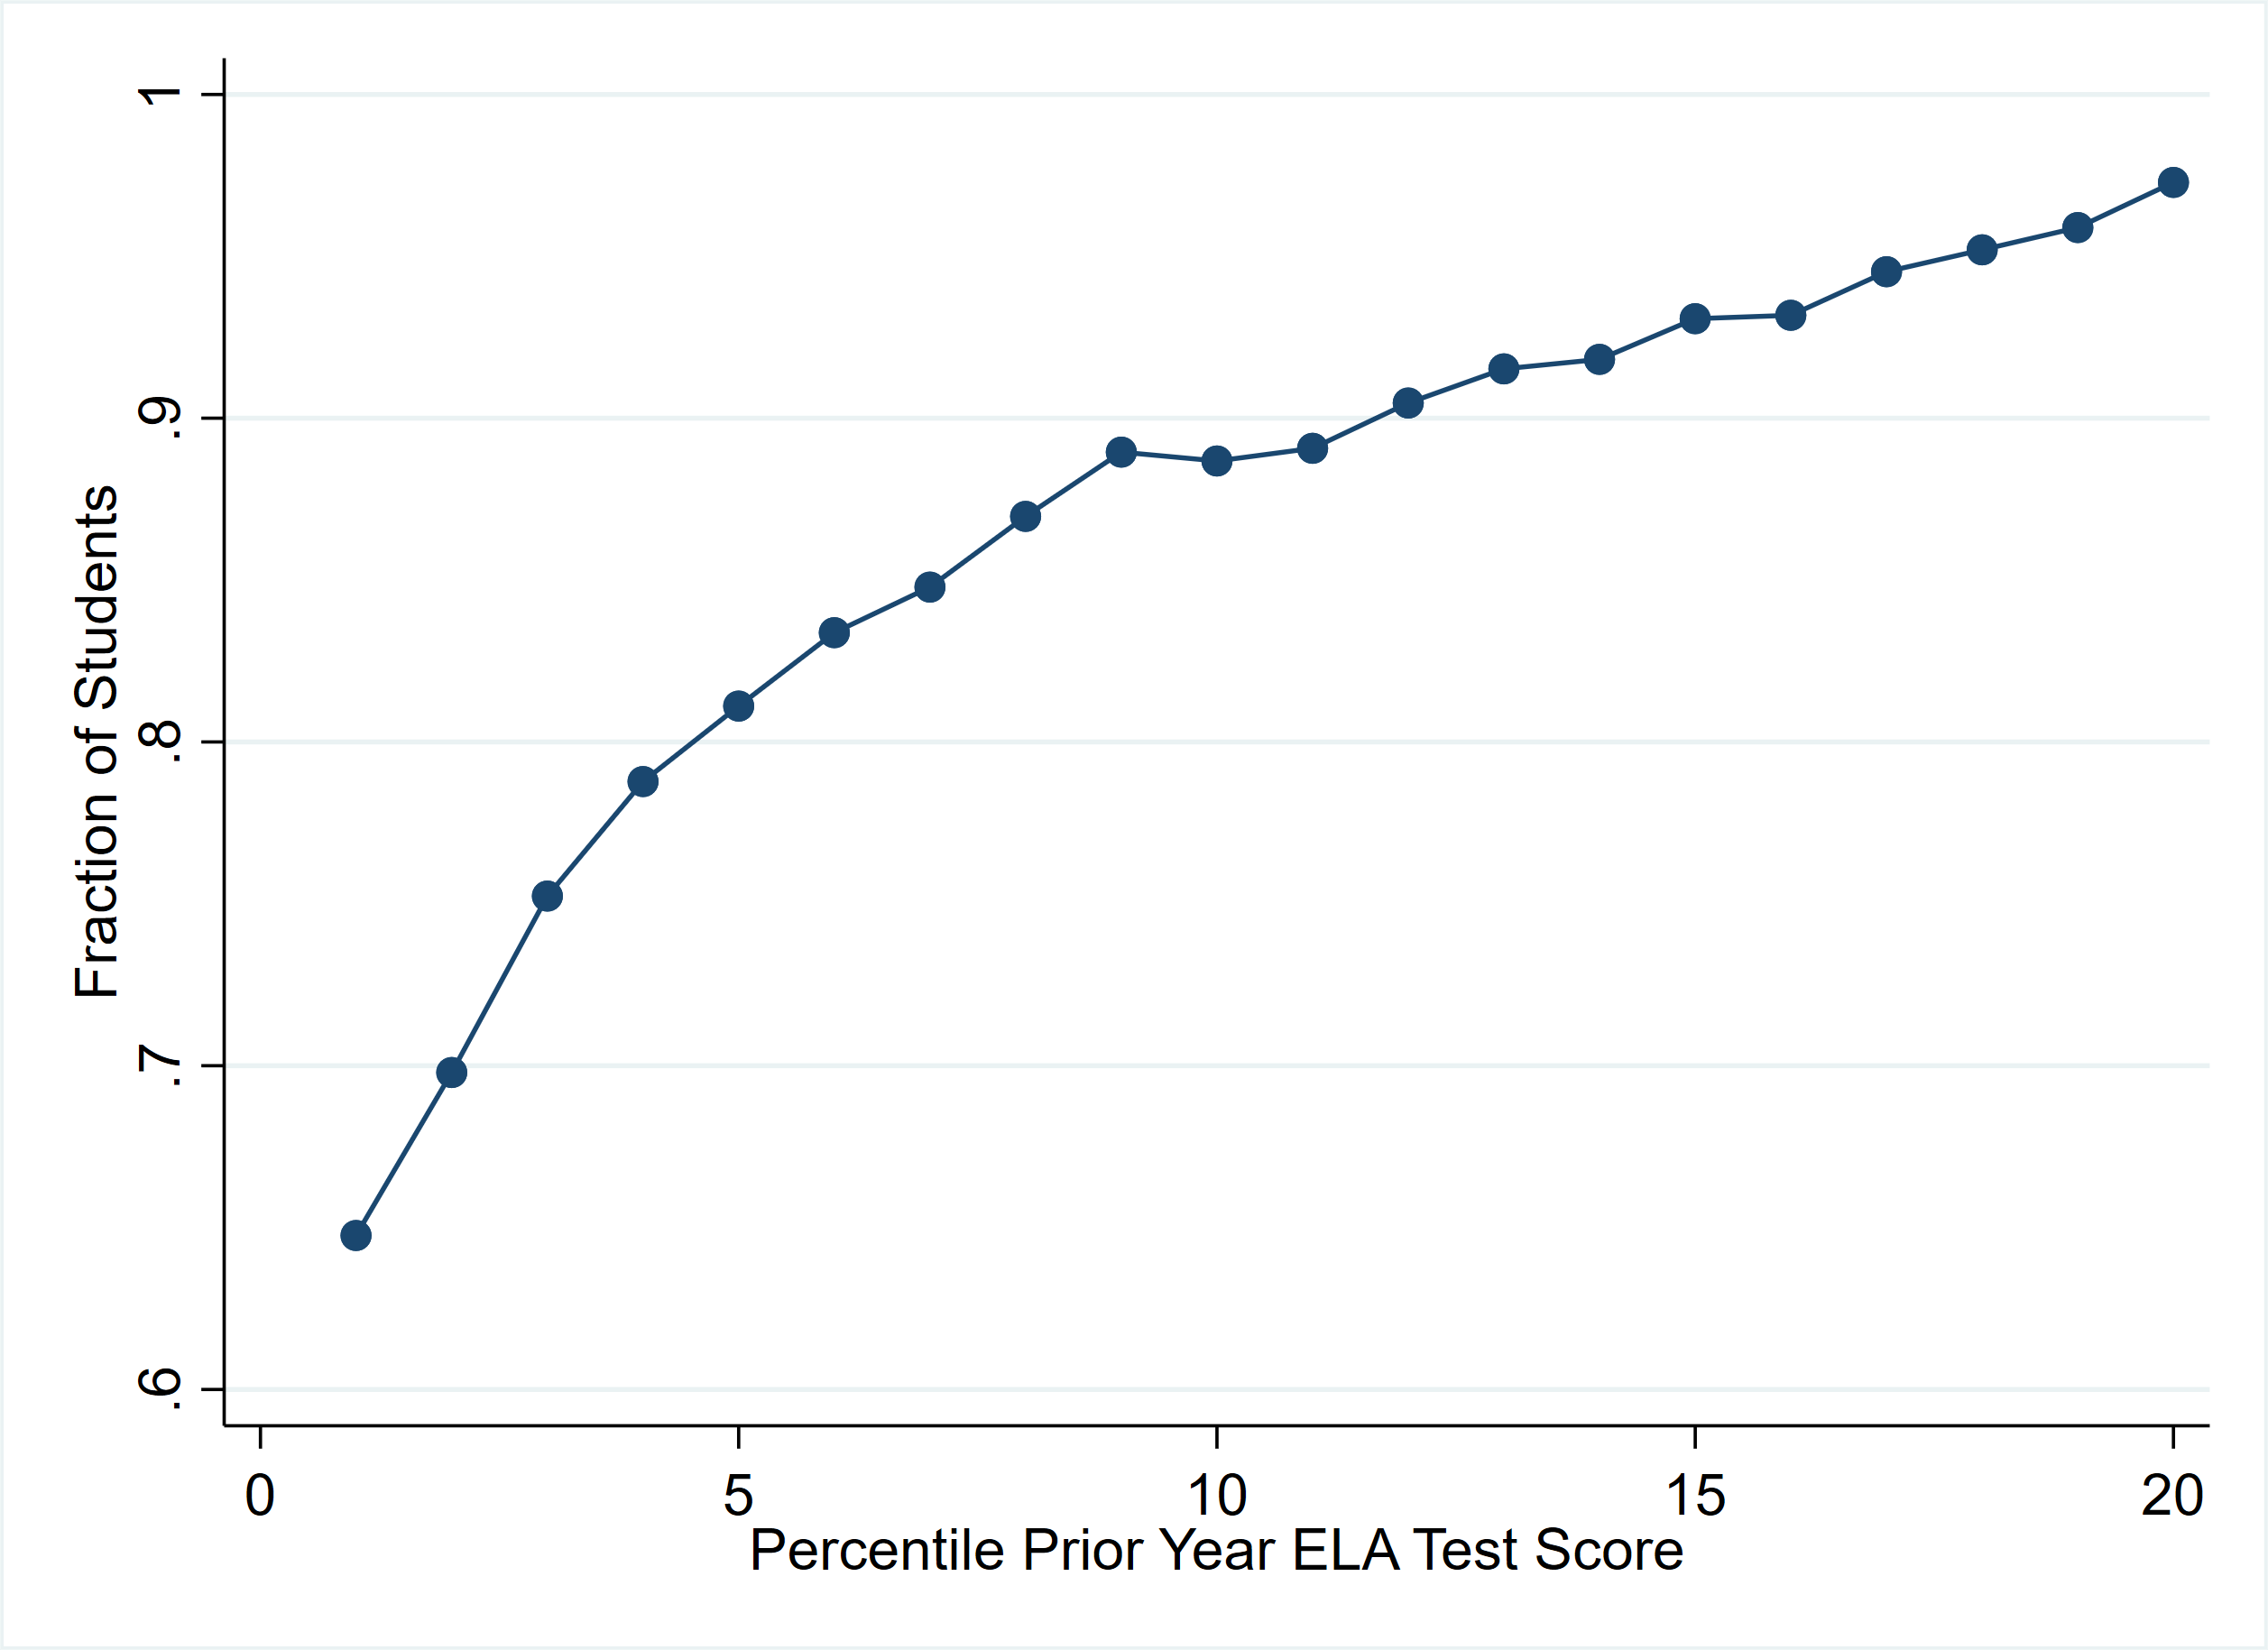 Fraction of Students
1
.9
.8
.7
.6
0 5 10 15 20
Percentile Prior Year ELA Test Score